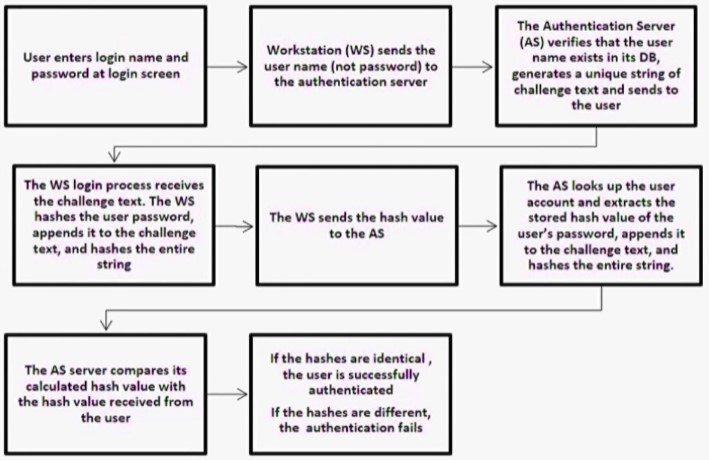 User enters login name and
password at login screen
Workstation (WS) sends the
user name (not password) to
the authentication server
The Authentication Server
(AS) verifies that the user
name exists in its DB,
generates a unique string of
challenge text and sends to
the user
The WS login process receives
the challenge text. The WS
hashes the user password,
appends it to the challenge
text, and hashes the entire
string
The WS sends the hash value
to the AS
The AS looks up the user
account and extracts the
stored hash value of the
user's password, appends it
to the challenge text, and
hashes the entire string.
The AS server compares its
calculated hash value with
the hash value received from
the user
If the hashes are identical ,
the user is successfully
authenticated
If the hashes are different,
the authentication fails